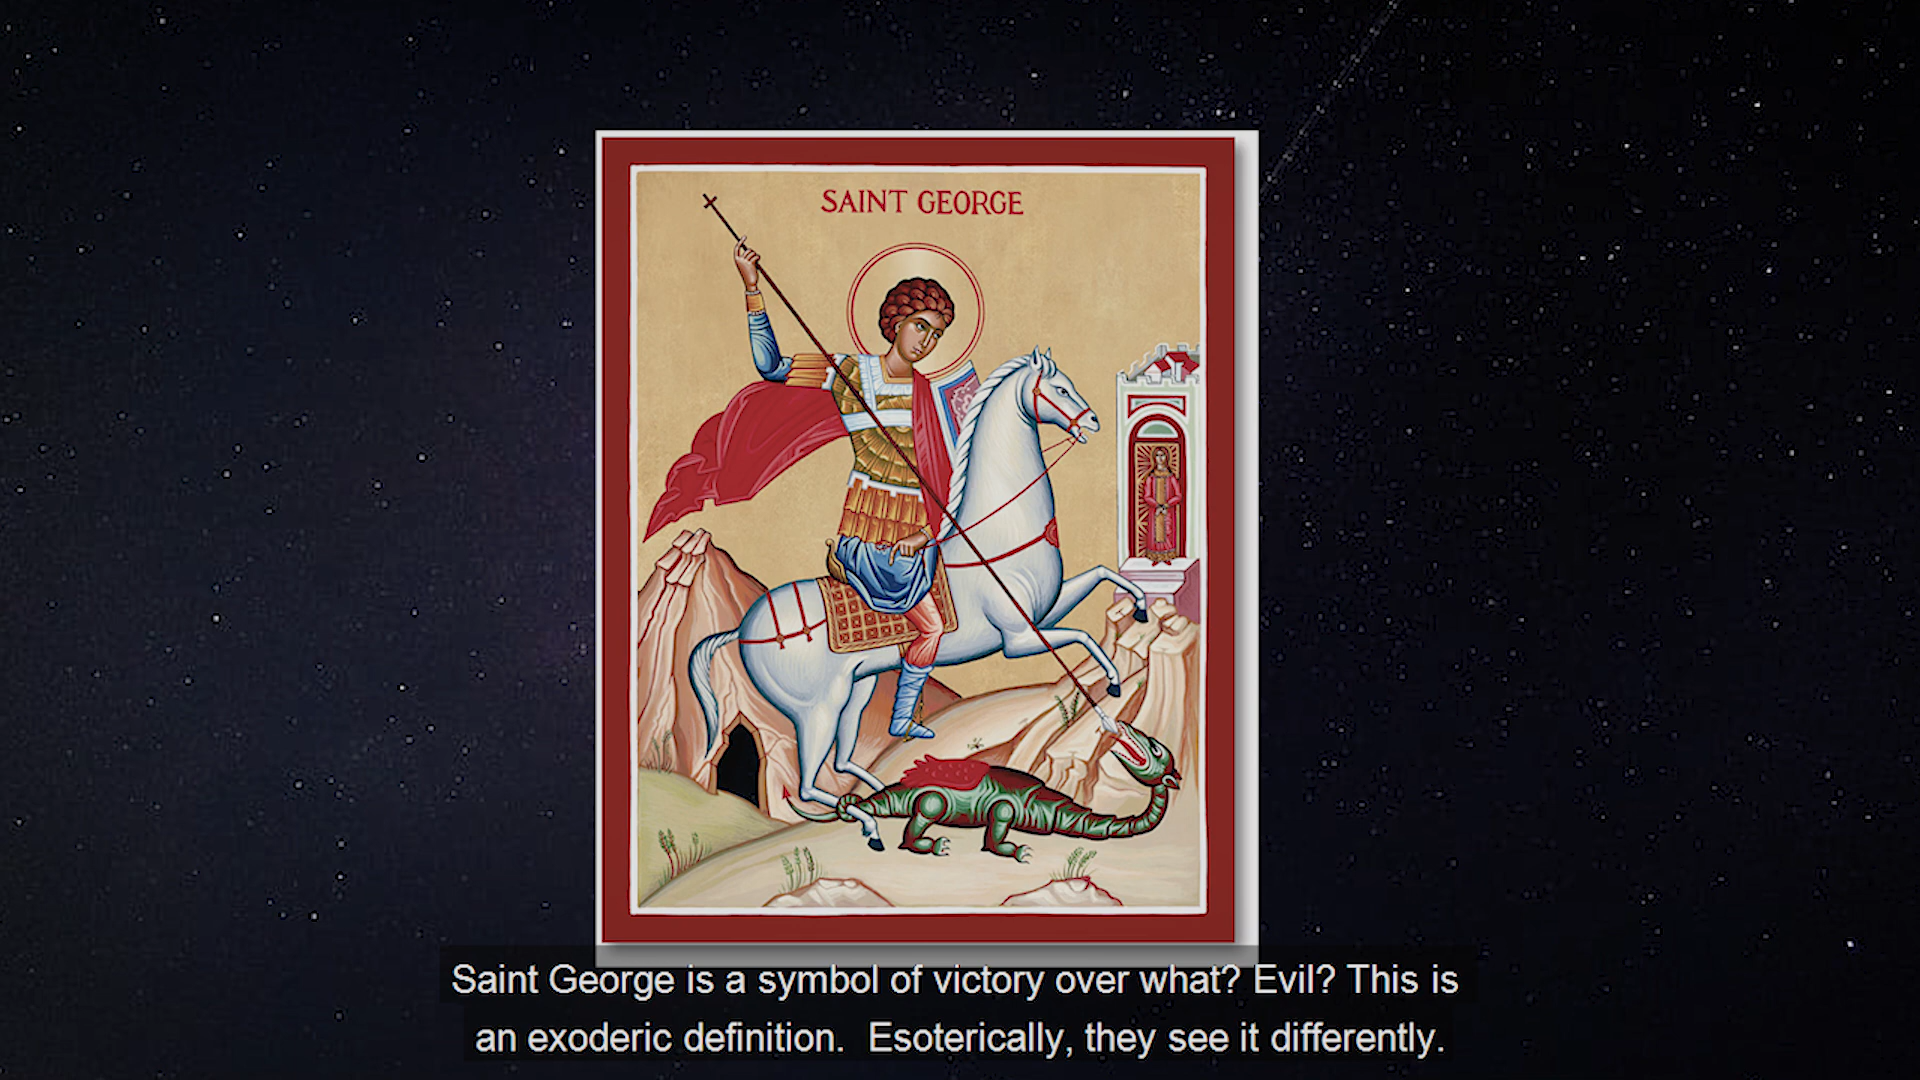 SAINT GEORGE
Saint George is a symbol of victory over what? Evil? This is
an exoderic definition. Esoterically, they see it differently.